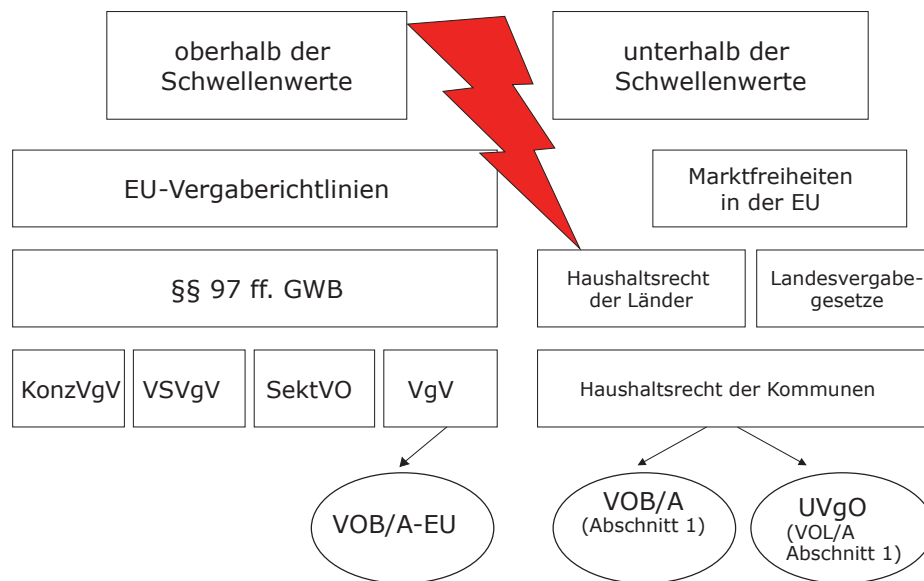 oberhalb der
Schwellenwerte
unterhalb der
Schwellenwerte
EU-Vergaberichtlinien
Marktfreiheiten
in der EU
§§ 97 ff. GWB
Haushaltsrecht
der Länder
Landesvergabe-
gesetze
KonzVgV
VSVgV
SektVO
VgV
Haushaltsrecht der Kommunen
VOB/A-EU
VOB/A
(Abschnitt 1)
UVgO
(VOL/A
Abschnitt 1)